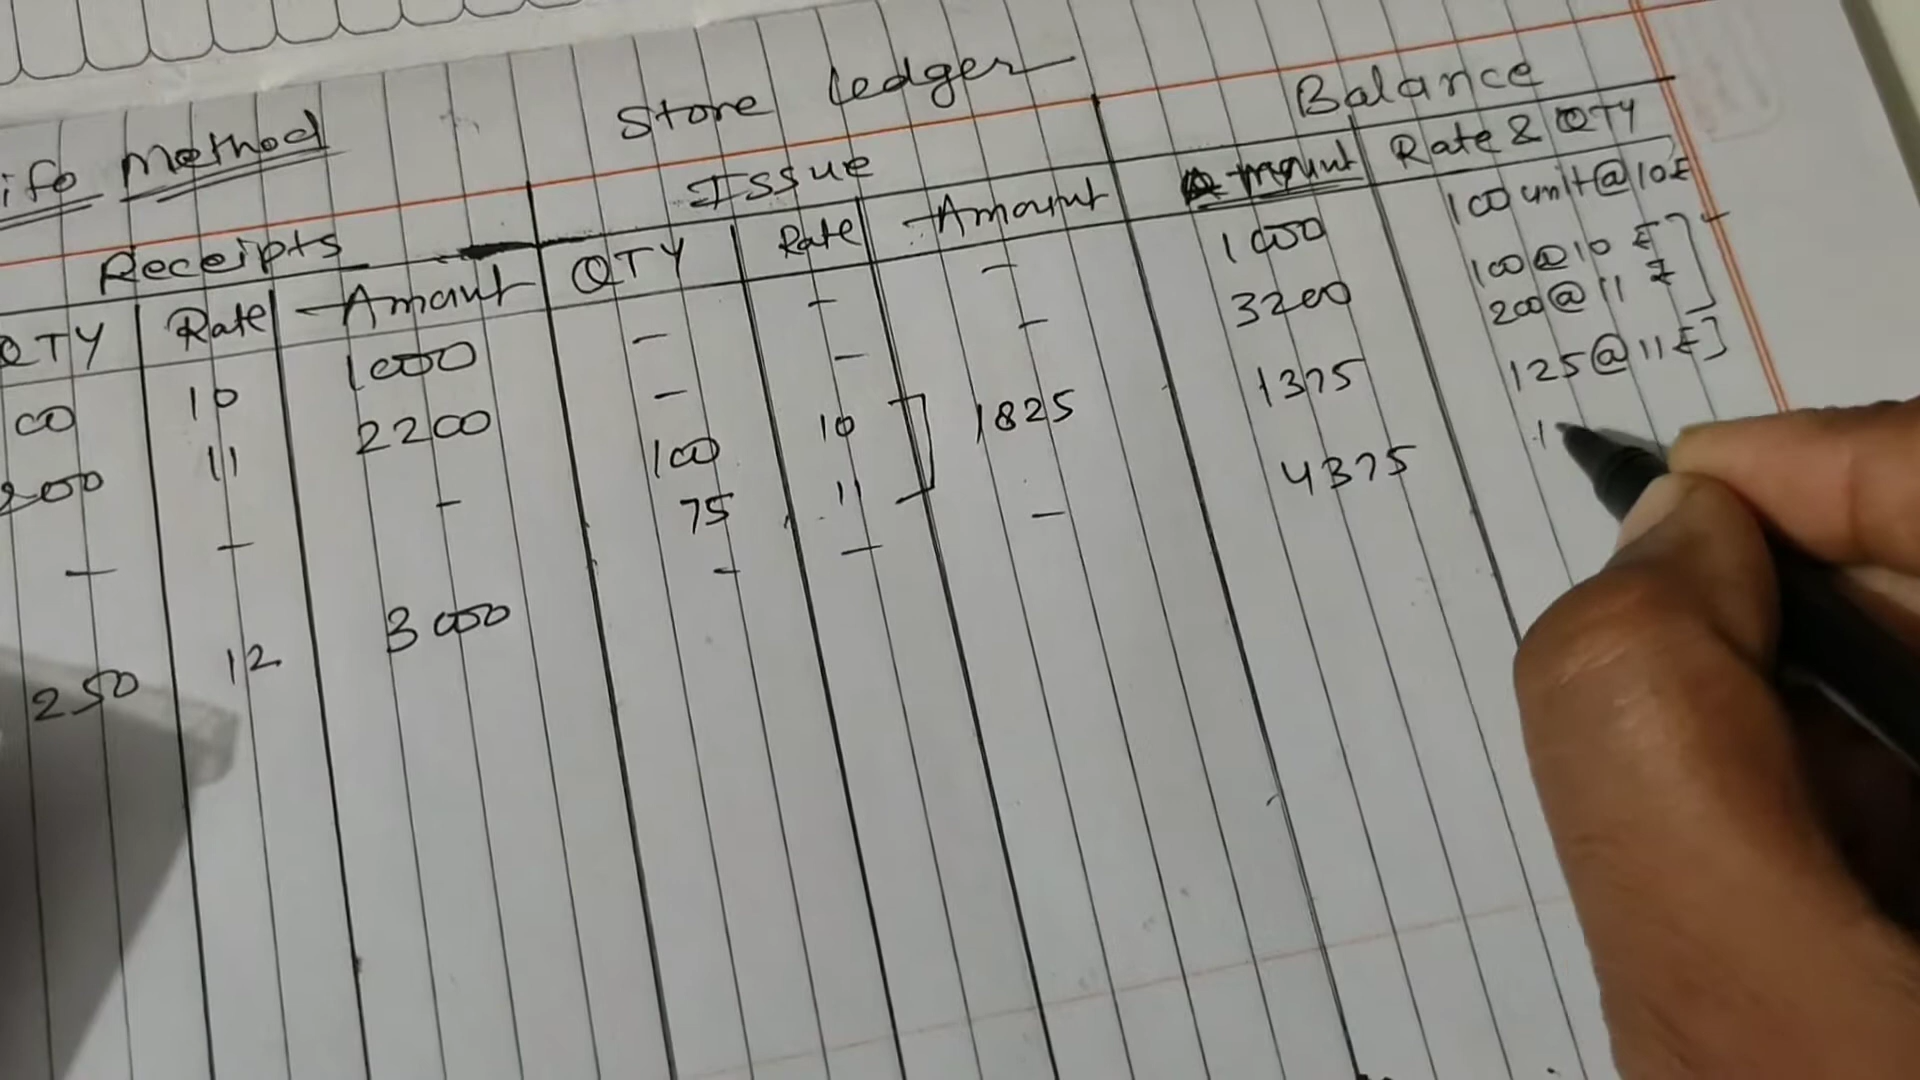 ifo Method
Store ledger
Receipts
Issue
Balance
QTY Rate Amount QTY Rate Amount Amount Rate & QTY
00 10 1000 - - - 1000 100 unit@10₹
200 11 2200 - - - 3200 100@10 ₹
200@11 ₹
- - - 100 10 1825 1375 125@11₹
75 11
250 12 3000 - - - 4375 1